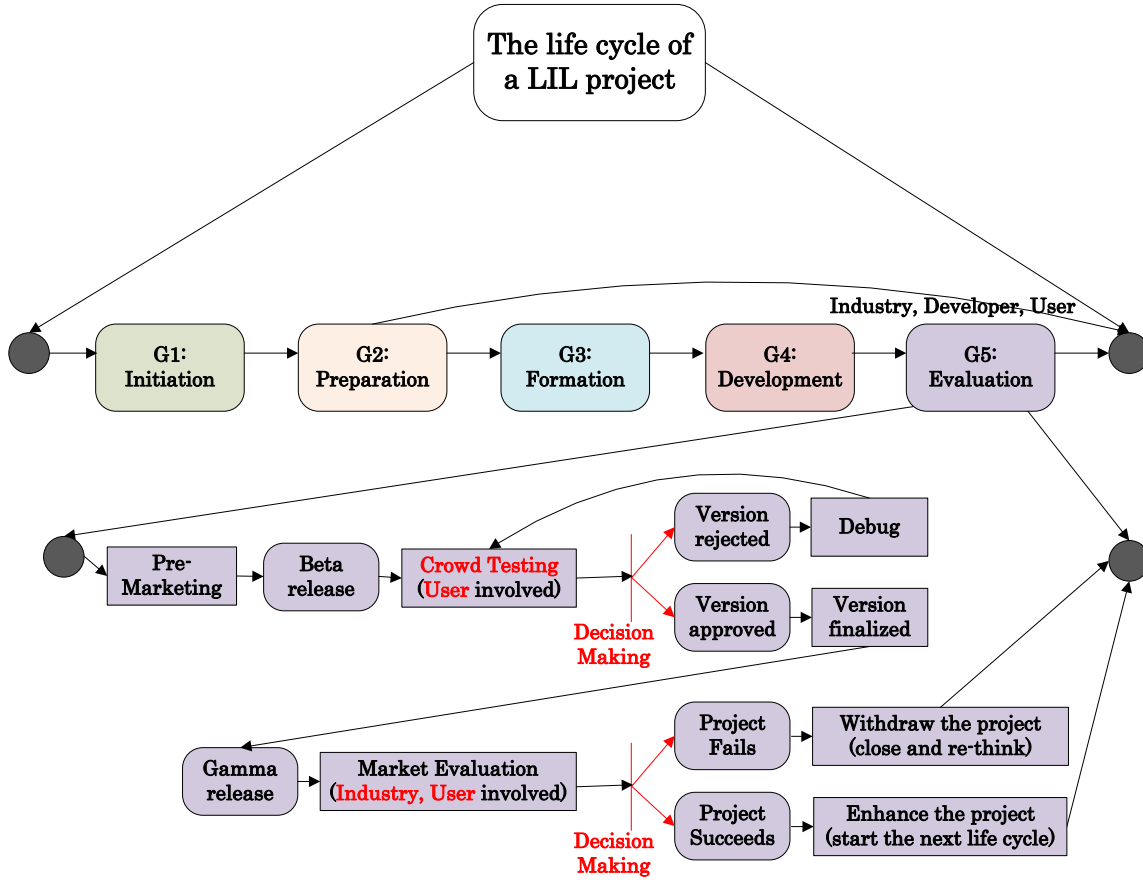 The life cycle of
a LIL project
Industry, Developer, User
G1:
Initiation
G2:
Preparation
G3:
Formation
G4:
Development
G5:
Evaluation
Pre-
Marketing
Beta
release
Crowd Testing
(User involved)
Decision
Making
Version
rejected
Debug
Version
approved
Version
finalized
Gamma
release
Market Evaluation
(Industry, User involved)
Decision
Making
Project
Fails
Withdraw the project
(close and re-think)
Project
Succeeds
Enhance the project
(start the next life cycle)